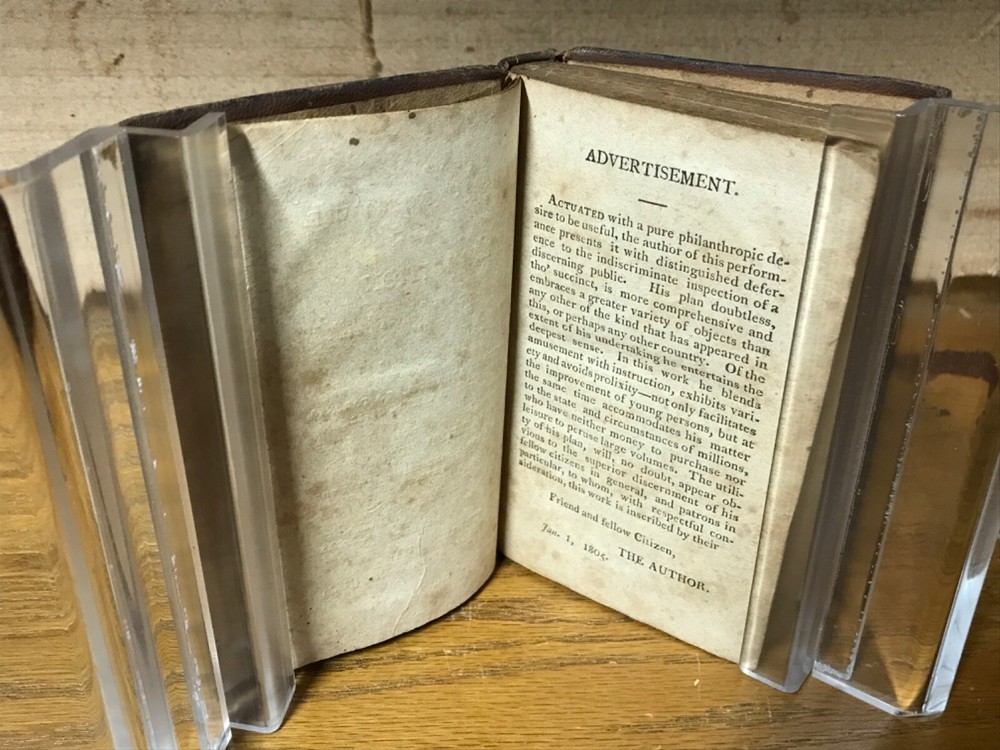 ADVERTISEMENT.
ACTUATED with a pure philanthropic de-
sire to be useful, the author of this perform-
ance presents it with distinguished defer-
ence to the indiscriminate inspection of a
discerning public. His plan doubtless,
tho' succinct, is more comprehensive and
embraces a greater variety of objects than
any other of the kind that has appeared in
this, or perhaps any other country. Of the
extent of his undertaking he entertains the
deepest sense. In this work he blends
amusement with instruction, exhibits vari-
ety and avoids prolixity—not only facilitates
the improvement of young persons, but at
the same time accommodates his matter
to the state and circumstances of millions,
who have neither money to purchase nor
leisure to peruse large volumes. The utili-
ty of his plan, will, no doubt, appear ob-
vious to the superior discernment of his
fellow citizens in general, and patrons in
particular, to whom, with respectful con-
sideration, this work is inscribed by their
Friend and fellow Citizen,
THE AUTHOR.
Jan. 1, 1805.